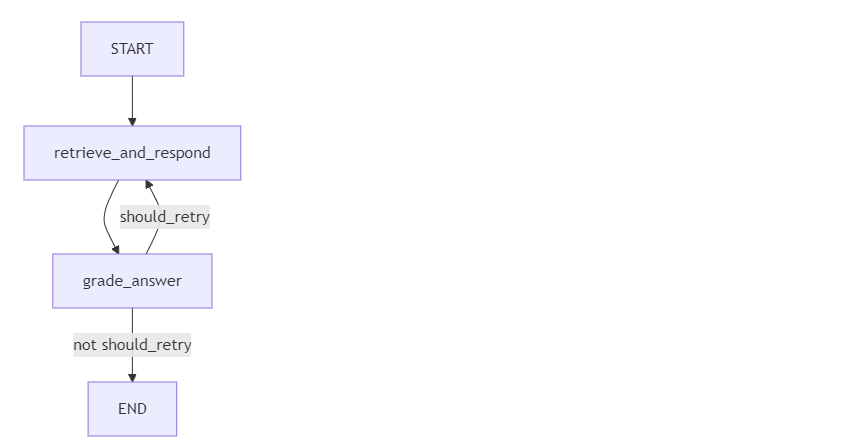 START
retrieve_and_respond
should_retry
grade_answer
not should_retry
END